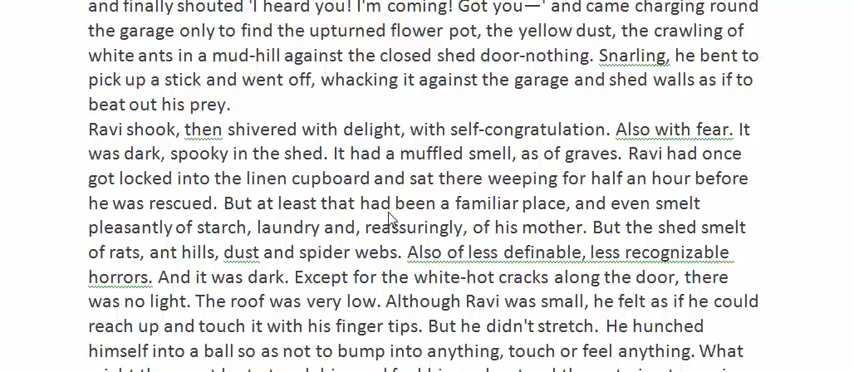 and finally shouted 'I heard you! I'm coming! Got you—' and came charging round
the garage only to find the upturned flower pot, the yellow dust, the crawling of
white ants in a mud-hill against the closed shed door-nothing. Snarling, he bent to
pick up a stick and went off, whacking it against the garage and shed walls as if to
beat out his prey.
Ravi shook, then shivered with delight, with self-congratulation. Also with fear. It
was dark, spooky in the shed. It had a muffled smell, as of graves. Ravi had once
got locked into the linen cupboard and sat there weeping for half an hour before
he was rescued. But at least that had been a familiar place, and even smelt
pleasantly of starch, laundry and, reassuringly, of his mother. But the shed smelt
of rats, ant hills, dust and spider webs. Also of less definable, less recognizable
horrors. And it was dark. Except for the white-hot cracks along the door, there
was no light. The roof was very low. Although Ravi was small, he felt as if he could
reach up and touch it with his finger tips. But he didn't stretch. He hunched
himself into a ball so as not to bump into anything, touch or feel anything. What